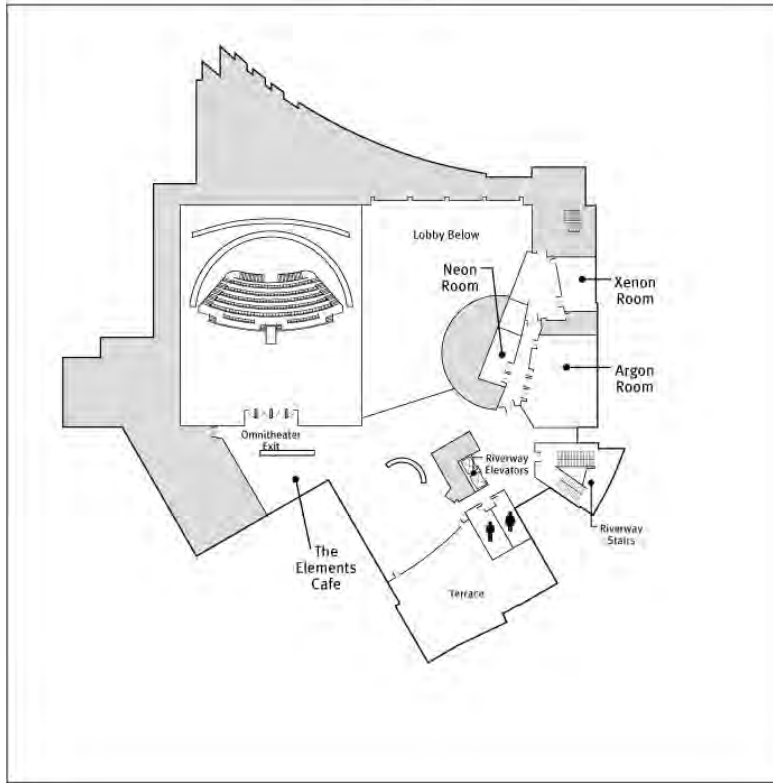 Lobby Below
Neon
Room
Xenon
Room
Argon
Room
Omnitheater
Exit
Riverway
Elevators
The
Elements
Cafe
Riverway
Stairs
Terrace